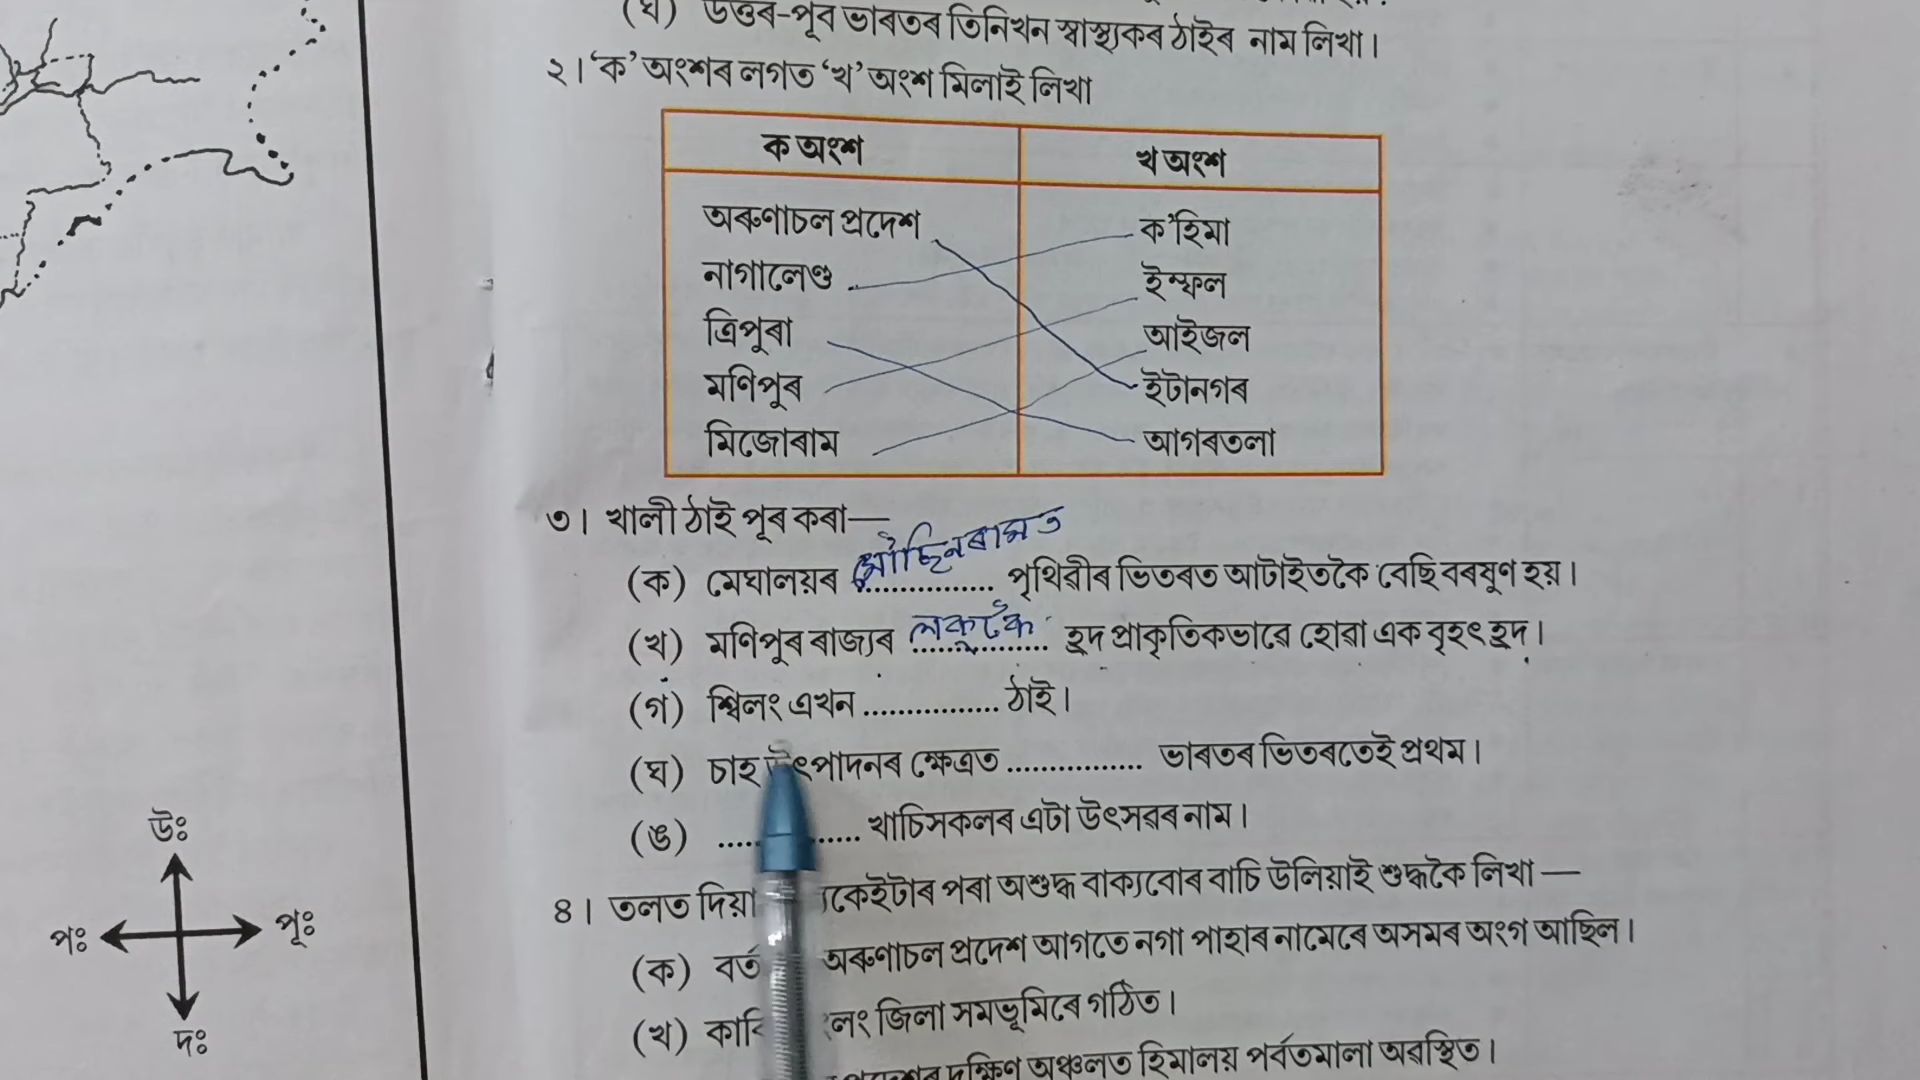 (ঘ) উত্তৰ-পূব ভাৰতৰ তিনিখন স্বাস্থ্যকৰ ঠাইৰ নাম লিখা।
২। ‘ক’ অংশৰ লগত ‘খ’ অংশ মিলাই লিখা
ক অংশ খ অংশ
অৰুণাচল প্ৰদেশ ক’হিমা
নাগালেণ্ড ইম্ফল
ত্ৰিপুৰা আইজল
মণিপুৰ ইটানগৰ
মিজোৰাম আগৰতলা
৩। খালী ঠাই পূৰ কৰা—
(ক) মেঘালয়ৰ মৌচিনৰামত পৃথিৱীৰ ভিতৰত আটাইতকৈ বেছি বৰষুণ হয়।
(খ) মণিপুৰ ৰাজ্যৰ লকটক হ্ৰদ প্ৰাকৃতিকভাৱে হোৱা এক বৃহৎ হ্ৰদ।
(গ) শ্বিলং এখন ............... ঠাই।
(ঘ) চাহ উৎপাদনৰ ক্ষেত্ৰত ............... ভাৰতৰ ভিতৰতেই প্ৰথম।
(ঙ) ............... খাচিসকলৰ এটা উৎসৱৰ নাম।
৪। তলত দিয়া কেইটাৰ পৰা অশুদ্ধ বাক্যবোৰ বাচি উলিয়াই শুদ্ধকৈ লিখা —
(ক) বৰ্ত অৰুণাচল প্ৰদেশ আগতে নগা পাহাৰ নামেৰে অসমৰ অংগ আছিল।
(খ) কাৰ্বি লং জিলা সমভূমিৰে গঠিত।
দক্ষিণ অঞ্চলত হিমালয় পৰ্বতমালা অৱস্থিত।
উঃ
পঃ পূঃ
দঃ